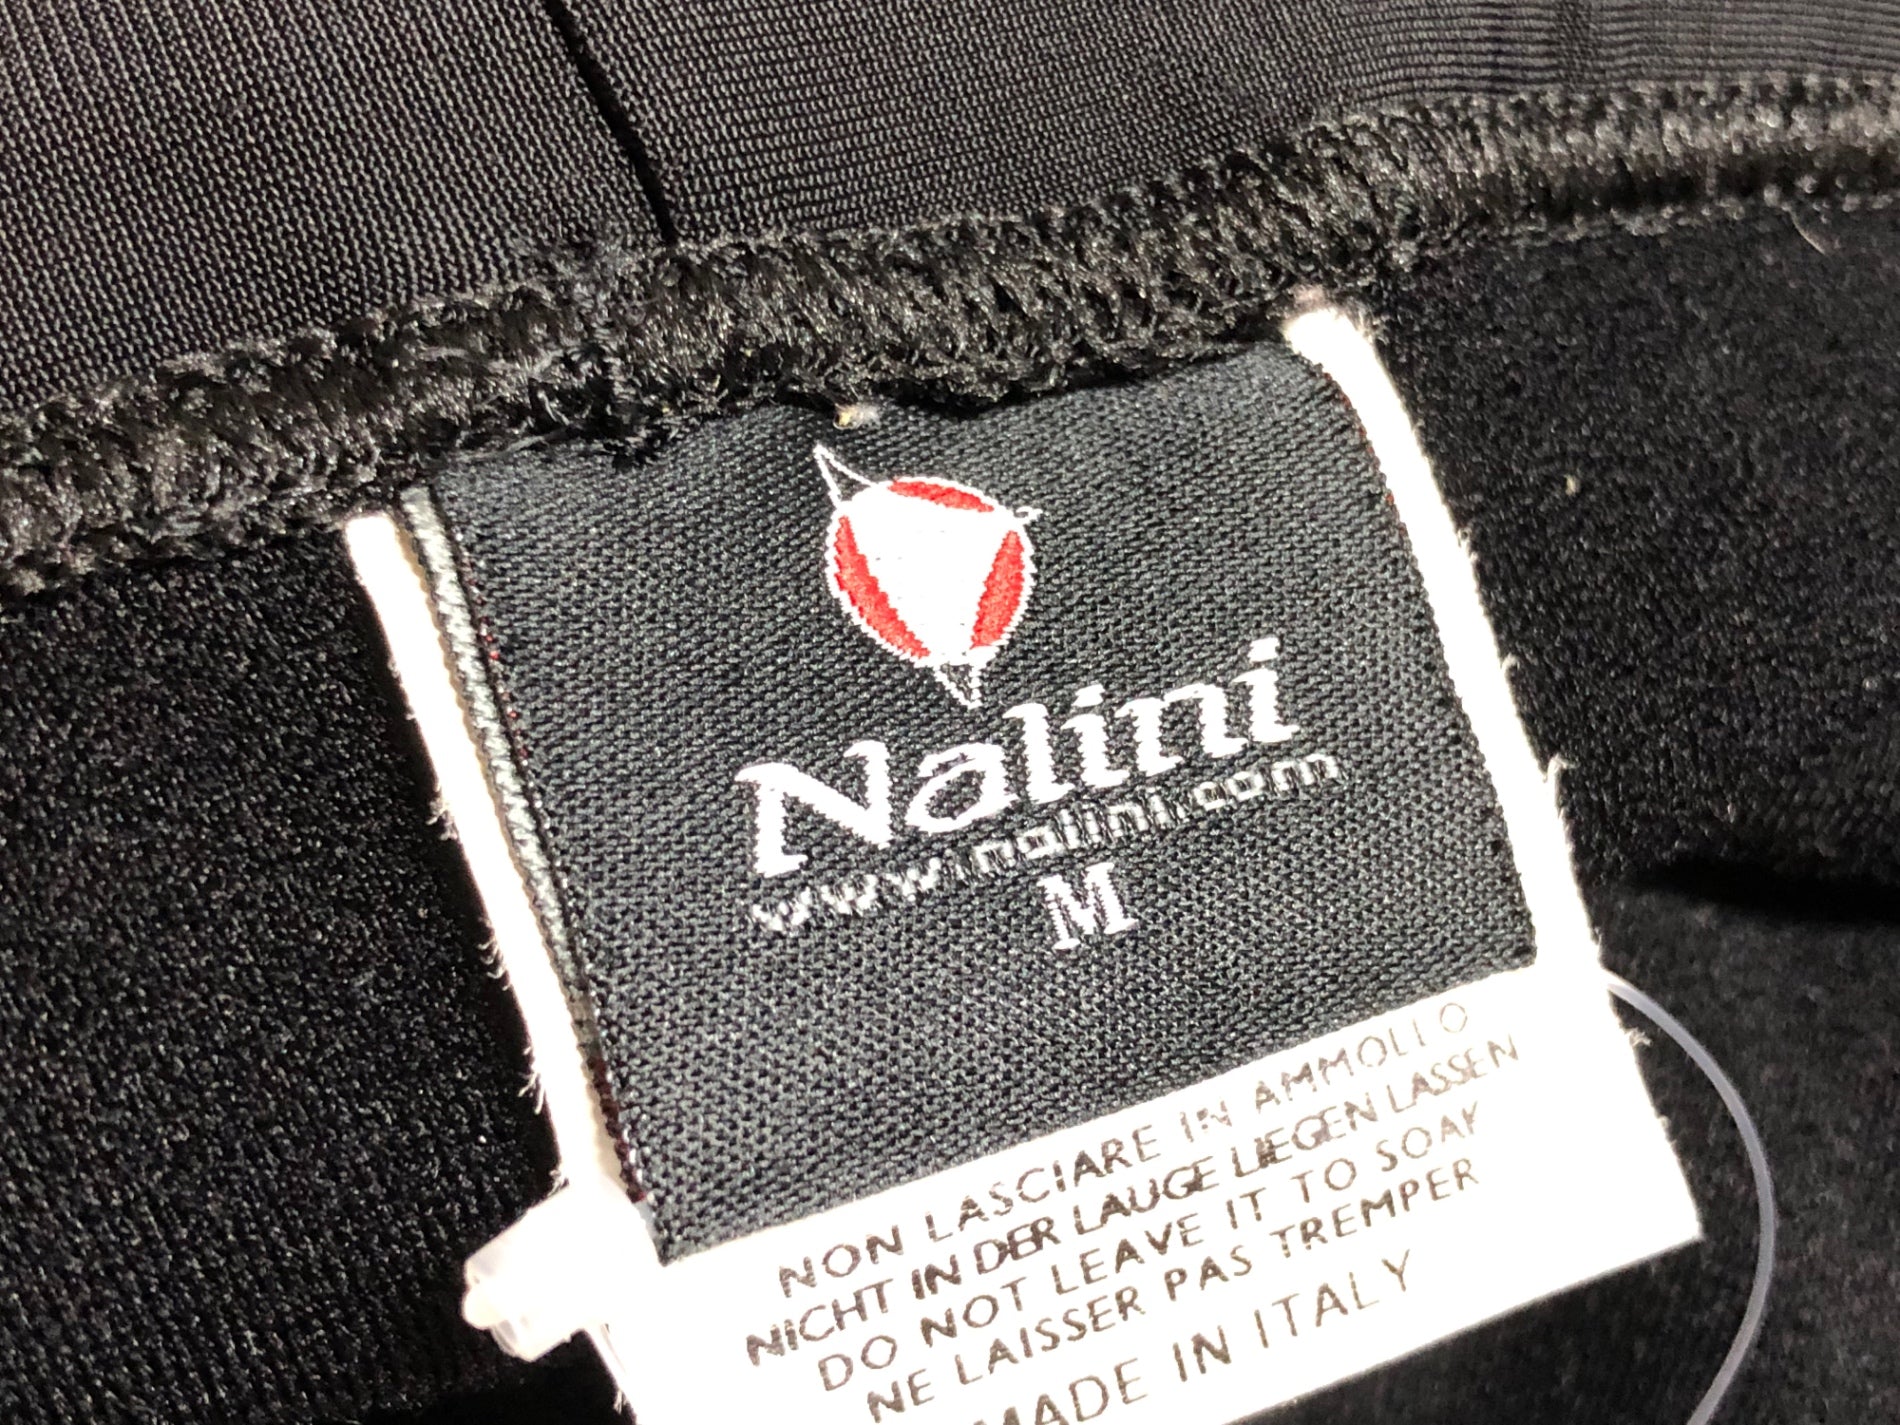 Nalini
www.nalini.com
M
NON LASCIARE IN AMMOLLO
NICHT IN DER LAUGE LIEGEN LASSEN
DO NOT LEAVE IT TO SOAK
NE LAISSER PAS TREMPER
MADE IN ITALY